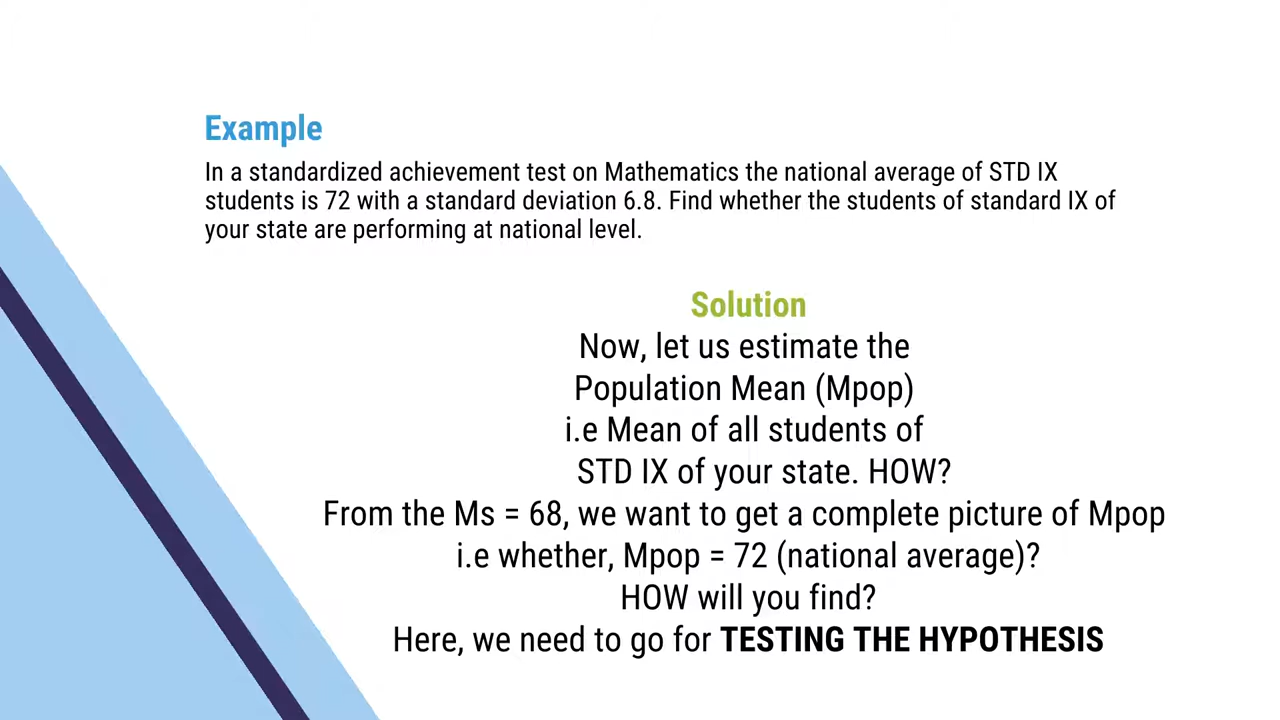 Example
In a standardized achievement test on Mathematics the national average of STD IX
students is 72 with a standard deviation 6.8. Find whether the students of standard IX of
your state are performing at national level.
Solution
Now, let us estimate the
Population Mean (Mpop)
i.e Mean of all students of
STD IX of your state. HOW?
From the Ms = 68, we want to get a complete picture of Mpop
i.e whether, Mpop = 72 (national average)?
HOW will you find?
Here, we need to go for TESTING THE HYPOTHESIS